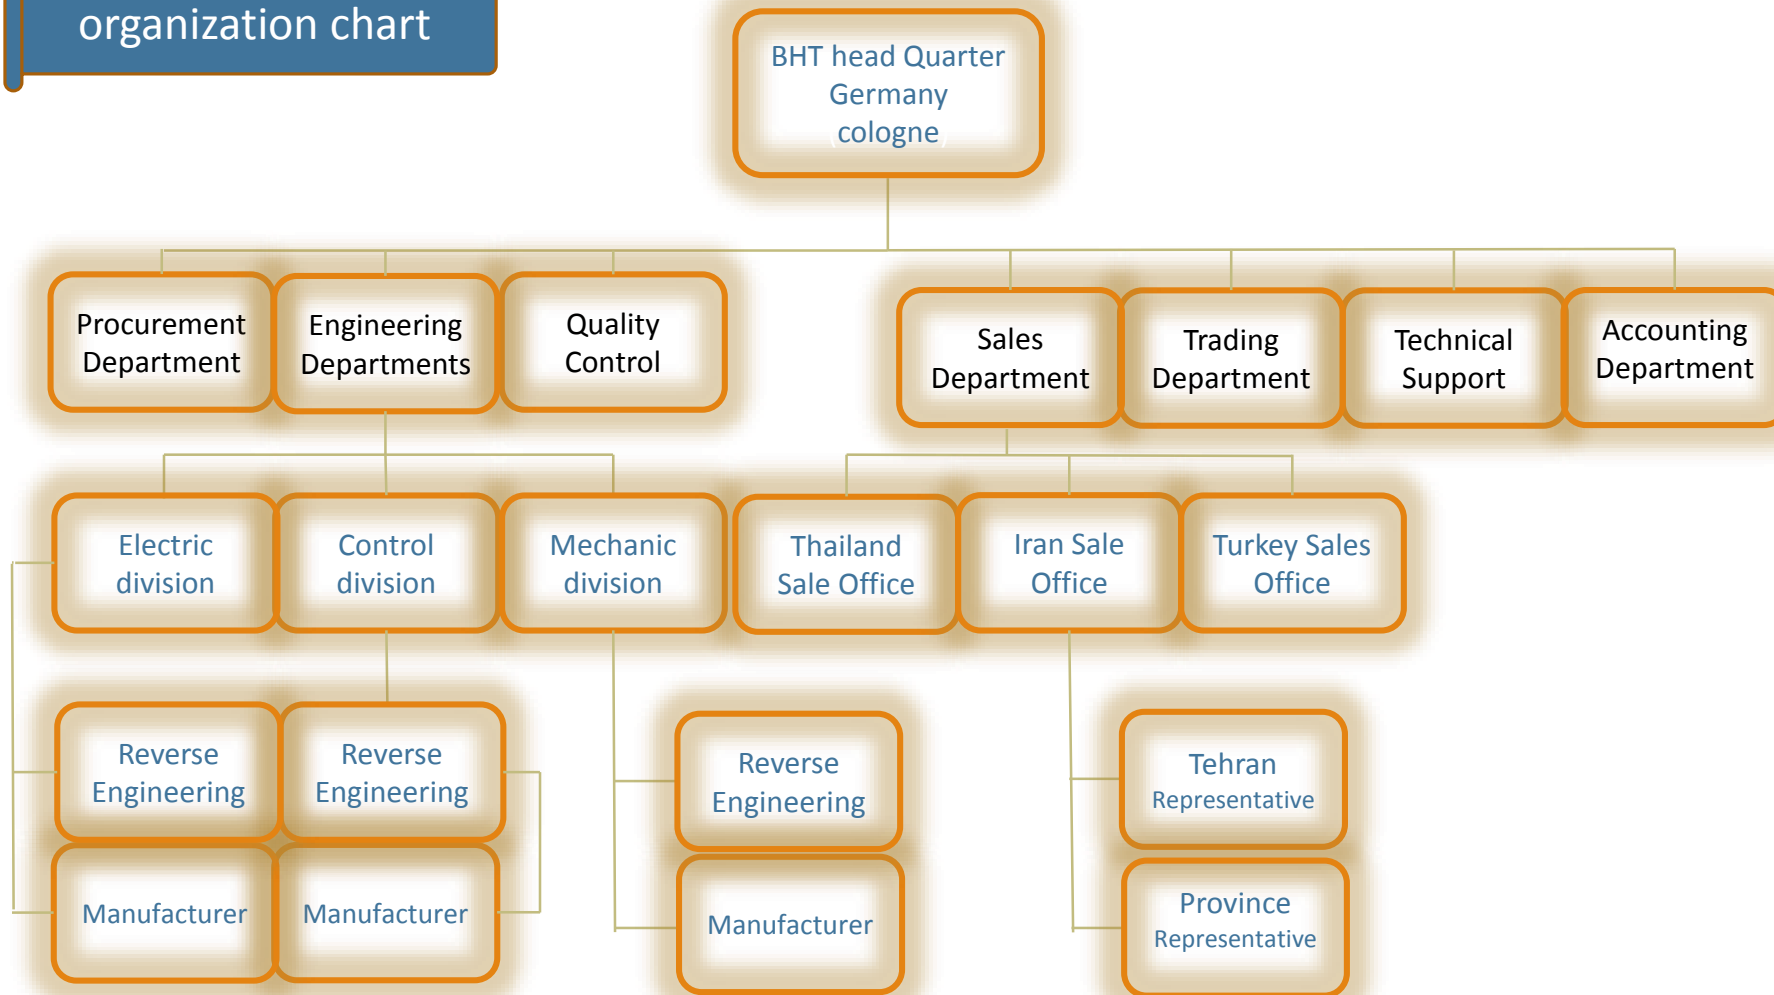 organization chart
BHT head Quarter
Germany
(cologne)
Procurement
Department
Engineering
Departments
Quality
Control
Sales
Department
Trading
Department
Technical
Support
Accounting
Department
Electric
division
Control
division
Mechanic
division
Thailand
Sale Office
Iran Sale
Office
Turkey Sales
Office
Reverse
Engineering
Reverse
Engineering
Reverse
Engineering
Tehran
Representative
Manufacturer
Manufacturer
Manufacturer
Province
Representative